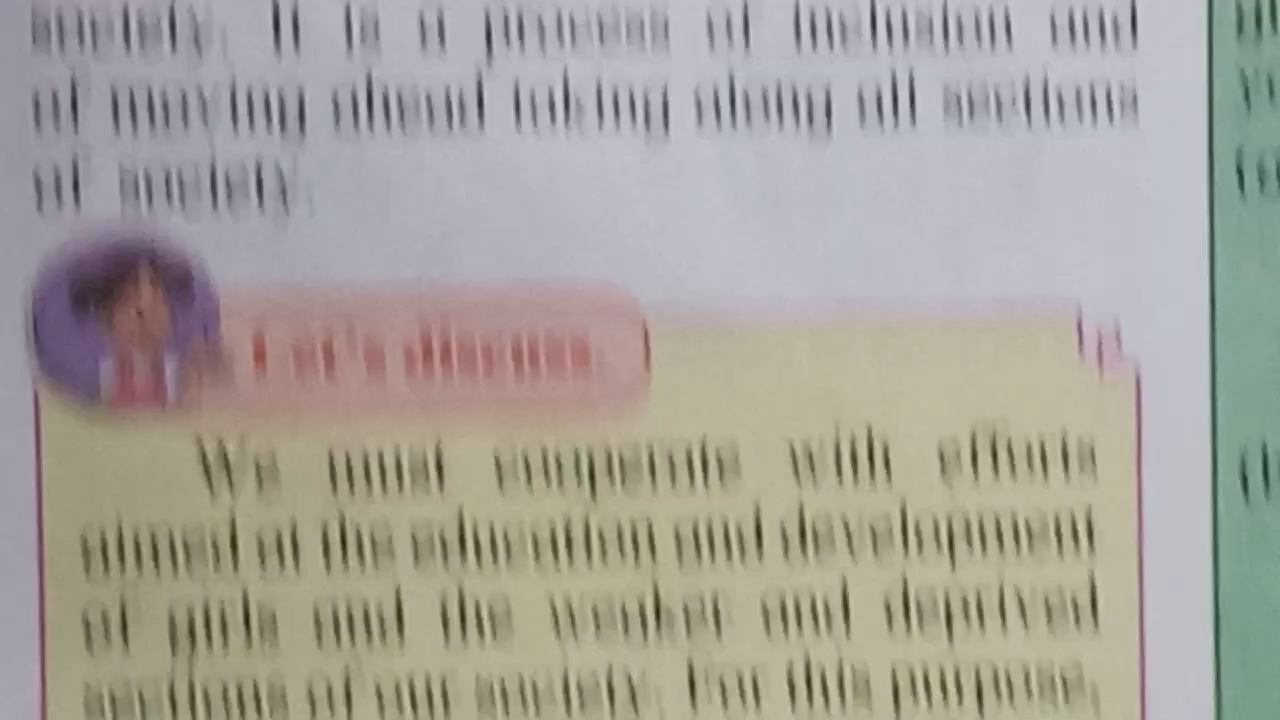 society. It is a process of inclusion and
of moving ahead taking along all sections
of society.
Let's discuss
We must cooperate with efforts
aimed at the education and development
of girls and the weaker and deprived
sections of our society. For this purpose,